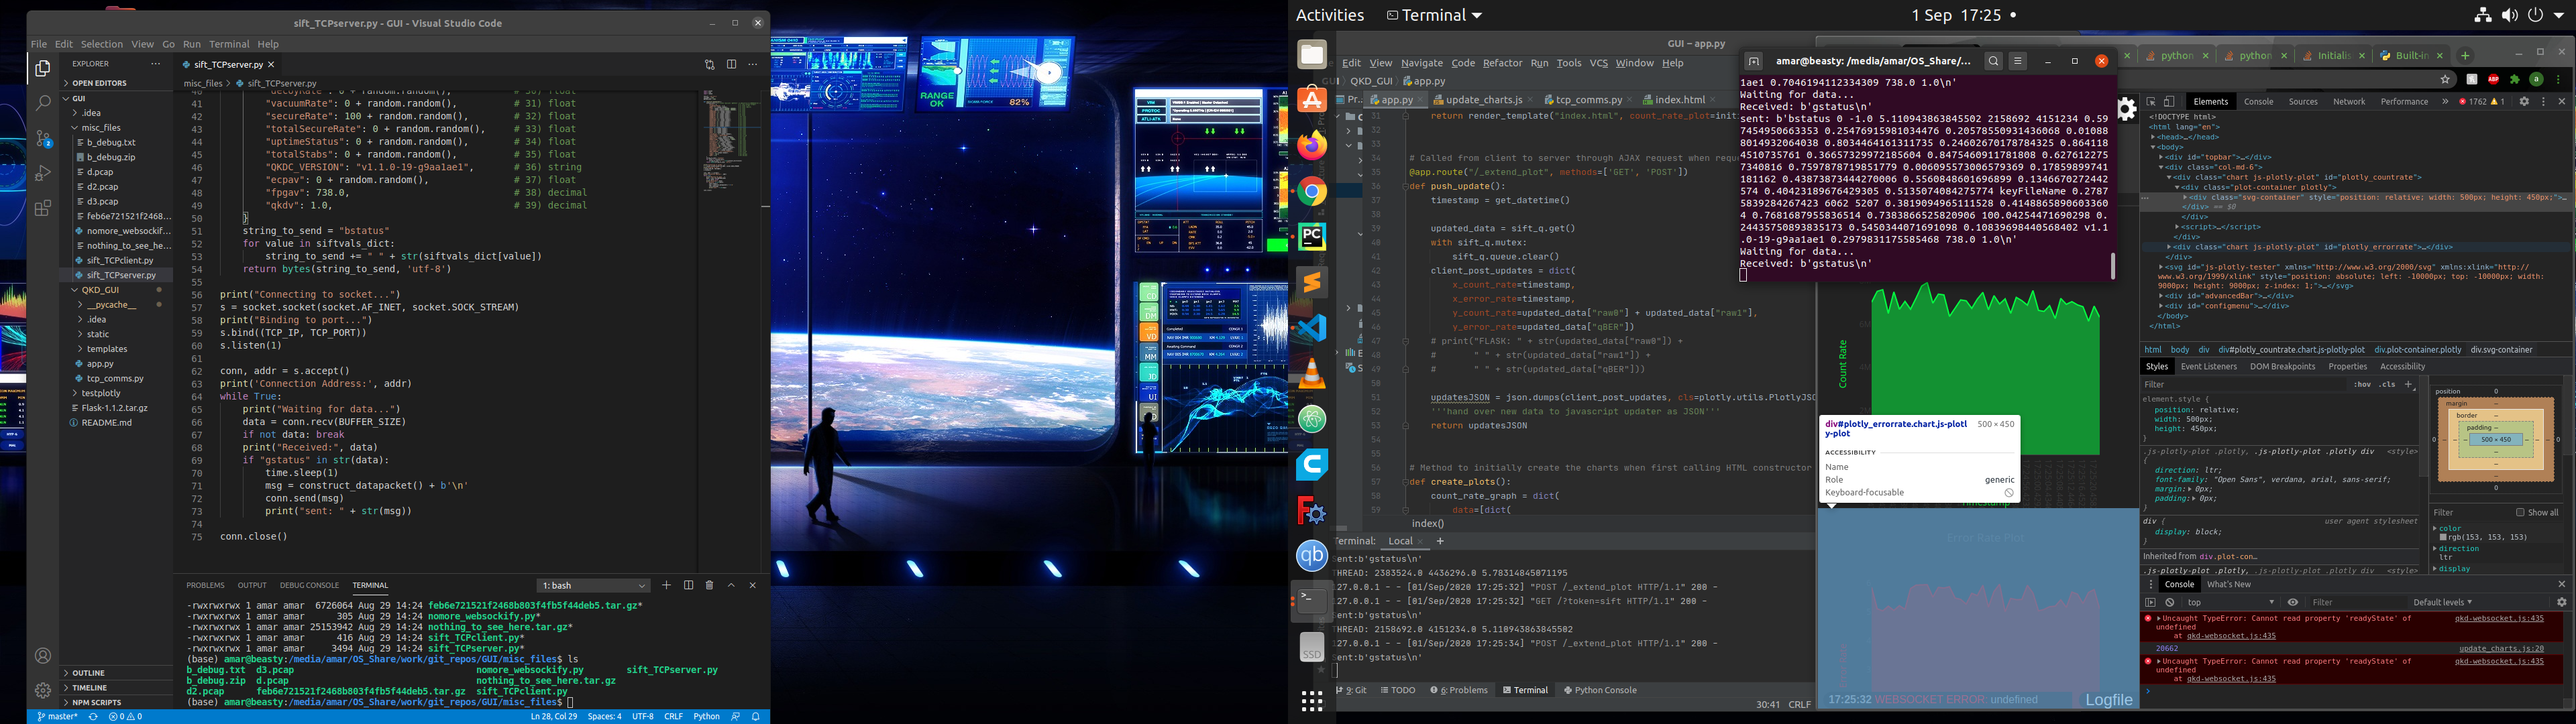 sift_TCPserver.py - GUI - Visual Studio Code
File Edit Selection View Go Run Terminal Help
EXPLORER
sift_TCPserver.py
OPEN EDITORS
misc_files > sift_TCPserver.py
GUI
.idea
misc_files
b_debug.txt
b_debug.zip
d.pcap
d2.pcap
d3.pcap
feb6e721521f2468...
nomore_websockif...
nothing_to_see_he...
sift_TCPclient.py
sift_TCPserver.py
QKD_GUI
__pycache__
.idea
static
templates
app.py
tcp_comms.py
testplotly
Flask-1.1.2.tar.gz
README.md
OUTLINE
TIMELINE
NPM SCRIPTS
41 "vacuumRate": 0 + random.random(), # 31) float
42 "secureRate": 100 + random.random(), # 32) float
43 "totalSecureRate": 0 + random.random(), # 33) float
44 "uptimeStatus": 0 + random.random(), # 34) float
45 "totalStabs": 0 + random.random(), # 35) float
46 "QKDC_VERSION": "v1.1.0-19-g9aa1ae1", # 36) string
47 "ecpav": 0 + random.random(), # 37) float
48 "fpgav": 738.0, # 38) decimal
49 "qkdv": 1.0, # 39) decimal
50 }
51 string_to_send = "bstatus"
52 for value in siftvals_dict:
53 string_to_send += " " + str(siftvals_dict[value])
54 return bytes(string_to_send, 'utf-8')
55
56 print("Connecting to socket...")
57 s = socket.socket(socket.AF_INET, socket.SOCK_STREAM)
58 print("Binding to port...")
59 s.bind((TCP_IP, TCP_PORT))
60 s.listen(1)
61
62 conn, addr = s.accept()
63 print('Connection Address:', addr)
64 while True:
65 print("Waiting for data...")
66 data = conn.recv(BUFFER_SIZE)
67 if not data: break
68 print("Received:", data)
69 if "gstatus" in str(data):
70 time.sleep(1)
71 msg = construct_datapacket() + b'\n'
72 conn.send(msg)
73 print("sent: " + str(msg))
74
75 conn.close()
PROBLEMS OUTPUT DEBUG CONSOLE TERMINAL 1: bash
-rwxrwxrwx 1 amar amar 6726064 Aug 29 14:24 feb6e721521f2468b803f4fb5f44deb5.tar.gz*
-rwxrwxrwx 1 amar amar 305 Aug 29 14:24 nomore_websockify.py*
-rwxrwxrwx 1 amar amar 25153942 Aug 29 14:24 nothing_to_see_here.tar.gz*
-rwxrwxrwx 1 amar amar 416 Aug 29 14:24 sift_TCPclient.py*
-rwxrwxrwx 1 amar amar 3494 Aug 29 14:24 sift_TCPserver.py*
(base) amar@beasty:/media/amar/OS_Share/work/git_repos/GUI/misc_files$ ls
b_debug.txt d3.pcap nomore_websockify.py sift_TCPserver.py
b_debug.zip d.pcap nothing_to_see_here.tar.gz
d2.pcap feb6e721521f2468b803f4fb5f44deb5.tar.gz sift_TCPclient.py
(base) amar@beasty:/media/amar/OS_Share/work/git_repos/GUI/misc_files$
master* 0 0 Ln 28, Col 29 Spaces: 4 UTF-8 CRLF Python
RANGE
OK
82%
CD
DM
VD
MM
JD
UI
Activities Terminal 1 Sep 17:25
GUI – app.py
Edit View Navigate Code Refactor Run Tools VCS Window Help
GUI QKD_GUI app.py
Pr... app.py update_charts.js tcp_comms.py index.html
31 return render_template("index.html", count_rate_plot=init
32
33
34 # Called from client to server through AJAX request when requ
35 @app.route("/_extend_plot", methods=['GET', 'POST'])
36 def push_update():
37 timestamp = get_datetime()
38
39 updated_data = sift_q.get()
40 with sift_q.mutex:
41 sift_q.queue.clear()
42 client_post_updates = dict(
43 x_count_rate=timestamp,
44 x_error_rate=timestamp,
45 y_count_rate=updated_data["raw0"] + updated_data["raw1"],
46 y_error_rate=updated_data["qBER"])
47 # print("FLASK: " + str(updated_data["raw0"]) +
48 # " " + str(updated_data["raw1"]) +
49 # " " + str(updated_data["qBER"]))
50
51 updatesJSON = json.dumps(client_post_updates, cls=plotly.utils.PlotlyJSO
52 '''hand over new data to javascript updater as JSON'''
53 return updatesJSON
54
55
56 # Method to initially create the charts when first calling HTML constructor
57 def create_plots():
58 count_rate_graph = dict(
59 data=[dict(
index()
Terminal: Local +
Sent:b'gstatus\n'
THREAD: 2383524.0 4436296.0 5.78314845071195
127.0.0.1 - - [01/Sep/2020 17:25:32] "POST /_extend_plot HTTP/1.1" 200 -
127.0.0.1 - - [01/Sep/2020 17:25:32] "GET /?token=sift HTTP/1.1" 200 -
Sent:b'gstatus\n'
THREAD: 2158692.0 4151234.0 5.110943863845502
127.0.0.1 - - [01/Sep/2020 17:25:34] "POST /_extend_plot HTTP/1.1" 200 -
Sent:b'gstatus\n'
9: Git TODO 6: Problems Terminal Python Console
30:41 CRLF
amar@beasty: /media/amar/OS_Share/...
1ae1 0.7046194112334309 738.0 1.0\n'
Waiting for data...
Received: b'gstatus\n'
sent: b'bstatus 0 -1.0 5.110943863845502 2158692 4151234 0.59
745450663353 0.25476915981034476 0.20578550931436068 0.01088
8014932064038 0.8034464161311735 0.24602670178784325 0.864118
4510735761 0.36657329972185604 0.8475460911781808 0.627612275
7340816 0.7597878719851779 0.0060955730065579369 0.1785989974 1
181162 0.4387387344270006 0.5560848601696899 0.13466702744​2
574 0.40423189676429305 0.5135074084275774 keyFileName 0.2787
5839284267423 6062 5207 0.3819094965111528 0.4148865890603366
4 0.7681687955836514 0.7383866525820906 100.04254471690298 0.
24435750893835173 0.5450344071691098 0.10839698440568402 v1.1
.0-19-g9aa1ae1 0.2979831175585468 738.0 1.0\n'
Waiting for data...
Received: b'gstatus\n'
python python Initialis Built-in
Count Rate
div#plotly_errorrate.chart.js-plotl
y-plot 500 × 450
ACCESSIBILITY
Name
Role generic
Keyboard-focusable
Error Rate Plot
17:25:32 WEBSOCKET ERROR: undefined Logfile
Elements Console Sources Network Performance 1762 1
<!DOCTYPE html>
<html lang="en">
<head>…</head>
<body>
<div id="topbar">…</div>
<div class="col-md-6">
<div class="chart js-plotly-plot" id="plotly_countrate">
<div class="plot-container plotly">
<div class="svg-container" style="position: relative; width: 500px; height: 450px;">…
</div> == $0
</div>
<script>…</script>
</div>
<div class="chart js-plotly-plot" id="plotly_errorrate">…</div>
</div>
<svg id="js-plotly-tester" xmlns="http://www.w3.org/2000/svg" xmlns:xlink="http://
www.w3.org/1999/xlink" style="position: absolute; left: -10000px; top: -10000px; width:
9000px; height: 9000px; z-index: 1;">…</svg>
<div id="advancedBar">…</div>
<div id="configmenu">…</div>
</body>
</html>
html body div div#plotly_countrate.chart.js-plotly-plot div.plot-container.plotly div.svg-container
Styles Event Listeners DOM Breakpoints Properties Accessibility
Filter :hov .cls +
element.style {
position: relative;
width: 500px;
height: 450px;
}
.js-plotly-plot .plotly, .js-plotly-plot .plotly div <style>
{
direction: ltr;
font-family: "Open Sans", verdana, arial, sans-serif;
margin: 0px;
padding: 0px;
}
div { user agent stylesheet
display: block;
}
Inherited from div.plot-con…
.js-plotly-plot .plotly, .js-plotly-plot .plotly div <style>
position 0
margin –
border –
padding –
500 × 450
Filter Show all
color
rgb(153, 153, 153)
direction
ltr
display
Console What's New
top Filter Default levels
Uncaught TypeError: Cannot read property 'readyState' of undefined qkd-websocket.js:435
at qkd-websocket.js:435
20662 update_charts.js:20
Uncaught TypeError: Cannot read property 'readyState' of undefined qkd-websocket.js:435
at qkd-websocket.js:435